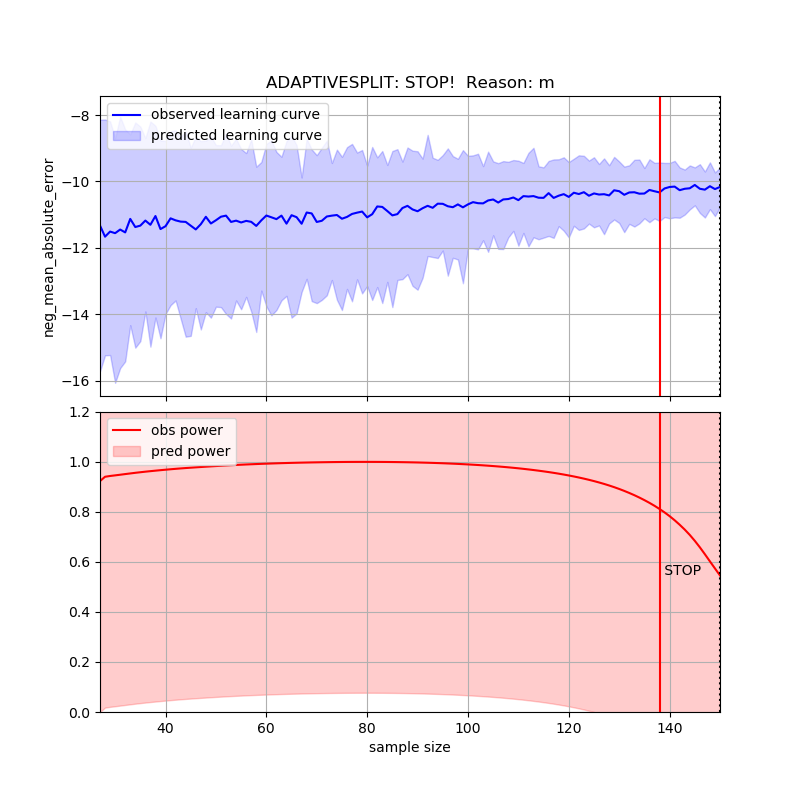 ADAPTIVESPLIT: STOP!  Reason: m
observed learning curve
predicted learning curve
neg_mean_absolute_error
−8
−10
−12
−14
−16
obs power
pred power
1.2
1.0
0.8
0.6
0.4
0.2
0.0
STOP
40 60 80 100 120 140
sample size